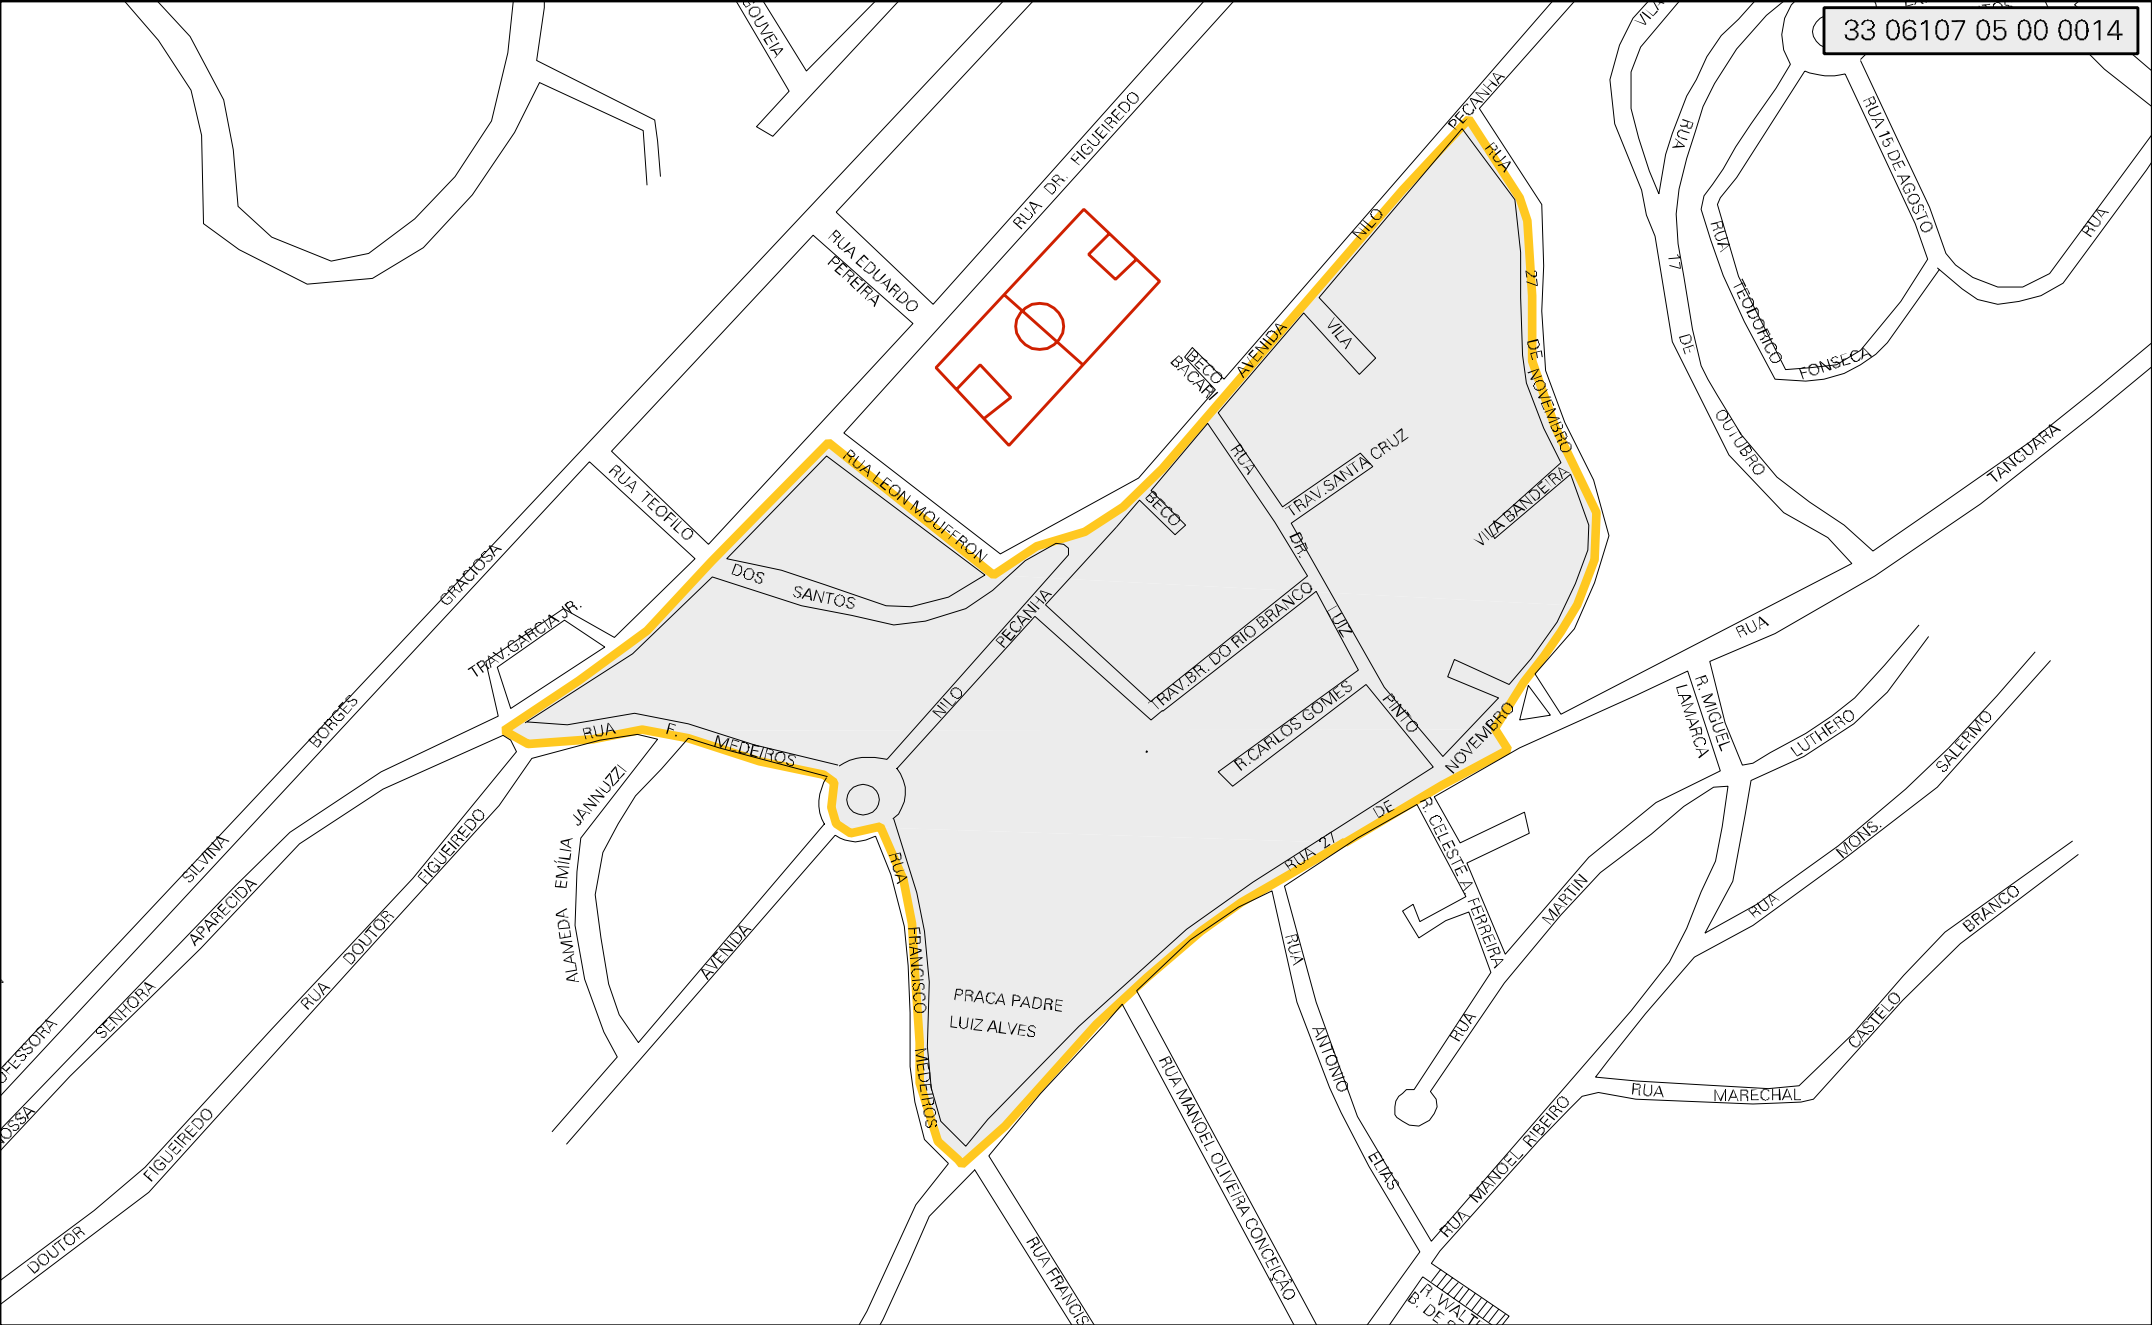 33 06107 05 00 0014
GOUVEIA
RUA DR. FIGUEIREDO
RUA EDUARDO
PEREIRA
PECANHA
NILO
AVENIDA
RUA
27
DE NOVEMBRO
VILA
RUA
17
DE
OUTUBRO
RUA 15 DE AGOSTO
RUA
TEODORICO
FONSECA
RUA
TANGUARA
RUA
BECO
BACARI
VILA
TRAV.SANTA CRUZ
VILA BANDEIRA
BECO
RUA
DR.
LUIZ
PINTO
RUA LEON MOUFFRON
RUA TEOFILO
DOS SANTOS
TRAV.GARCIA JR.
GRACIOSA
BORGES
SILVINA
NOSSA
SENHORA
APARECIDA
PECANHA
NILO
TRAV.BR. DO RIO BRANCO
R.CARLOS GOMES
RUA F. MEDEIROS
JANNUZZI
EMÍLIA
ALAMEDA
AVENIDA
DOUTOR
FIGUEIREDO
RUA
DOUTOR
FIGUEIREDO
RUA
FRANCISCO
MEDEIROS
PRACA PADRE
LUIZ ALVES
RUA 27
DE
NOVEMBRO
R. CELESTE A. FERREIRA
R. MIGUEL
LAMARCA
LUTHERO
MARTIN
RUA
SALERMO
MONS.
RUA
BRANCO
CASTELO
MARECHAL
RUA
RUA
ANTONIO
ELIAS
RUA MANOEL RIBEIRO
RUA MANOEL OLIVEIRA CONCEIÇÃO
RUA FRANCIS
R. WALT
B. DE